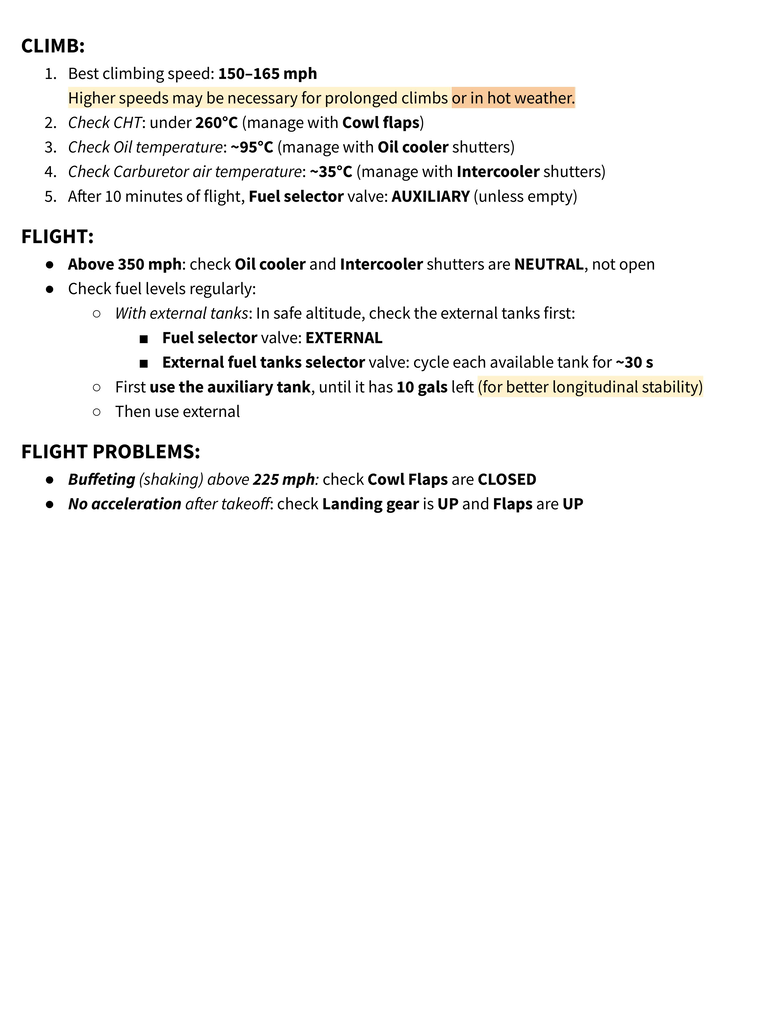 CLIMB:
1. Best climbing speed: 150–165 mph
Higher speeds may be necessary for prolonged climbs or in hot weather.
2. Check CHT: under 260°C (manage with Cowl flaps)
3. Check Oil temperature: ~95°C (manage with Oil cooler shutters)
4. Check Carburetor air temperature: ~35°C (manage with Intercooler shutters)
5. After 10 minutes of flight, Fuel selector valve: AUXILIARY (unless empty)
FLIGHT:
● Above 350 mph: check Oil cooler and Intercooler shutters are NEUTRAL, not open
● Check fuel levels regularly:
○ With external tanks: In safe altitude, check the external tanks first:
■ Fuel selector valve: EXTERNAL
■ External fuel tanks selector valve: cycle each available tank for ~30 s
○ First use the auxiliary tank, until it has 10 gals left (for better longitudinal stability)
○ Then use external
FLIGHT PROBLEMS:
● Buffeting (shaking) above 225 mph: check Cowl Flaps are CLOSED
● No acceleration after takeoff: check Landing gear is UP and Flaps are UP